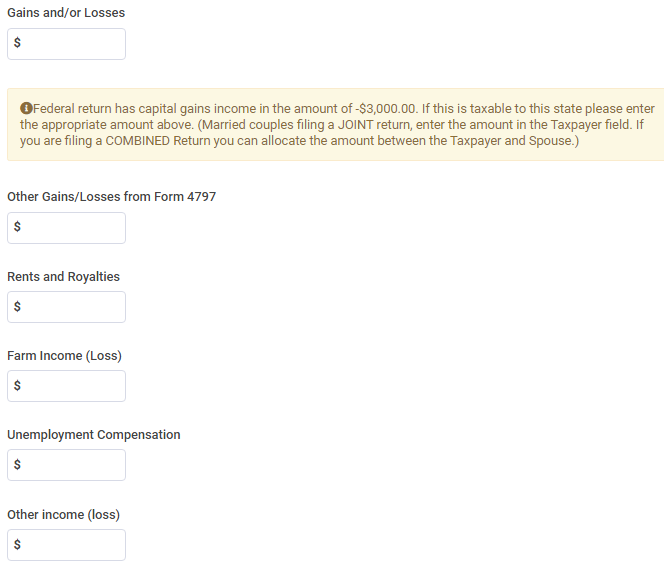 Gains and/or Losses
$
Federal return has capital gains income in the amount of -$3,000.00. If this is taxable to this state please enter
the appropriate amount above. (Married couples filing a JOINT return, enter the amount in the Taxpayer field. If
you are filing a COMBINED Return you can allocate the amount between the Taxpayer and Spouse.)
Other Gains/Losses from Form 4797
$
Rents and Royalties
$
Farm Income (Loss)
$
Unemployment Compensation
$
Other income (loss)
$